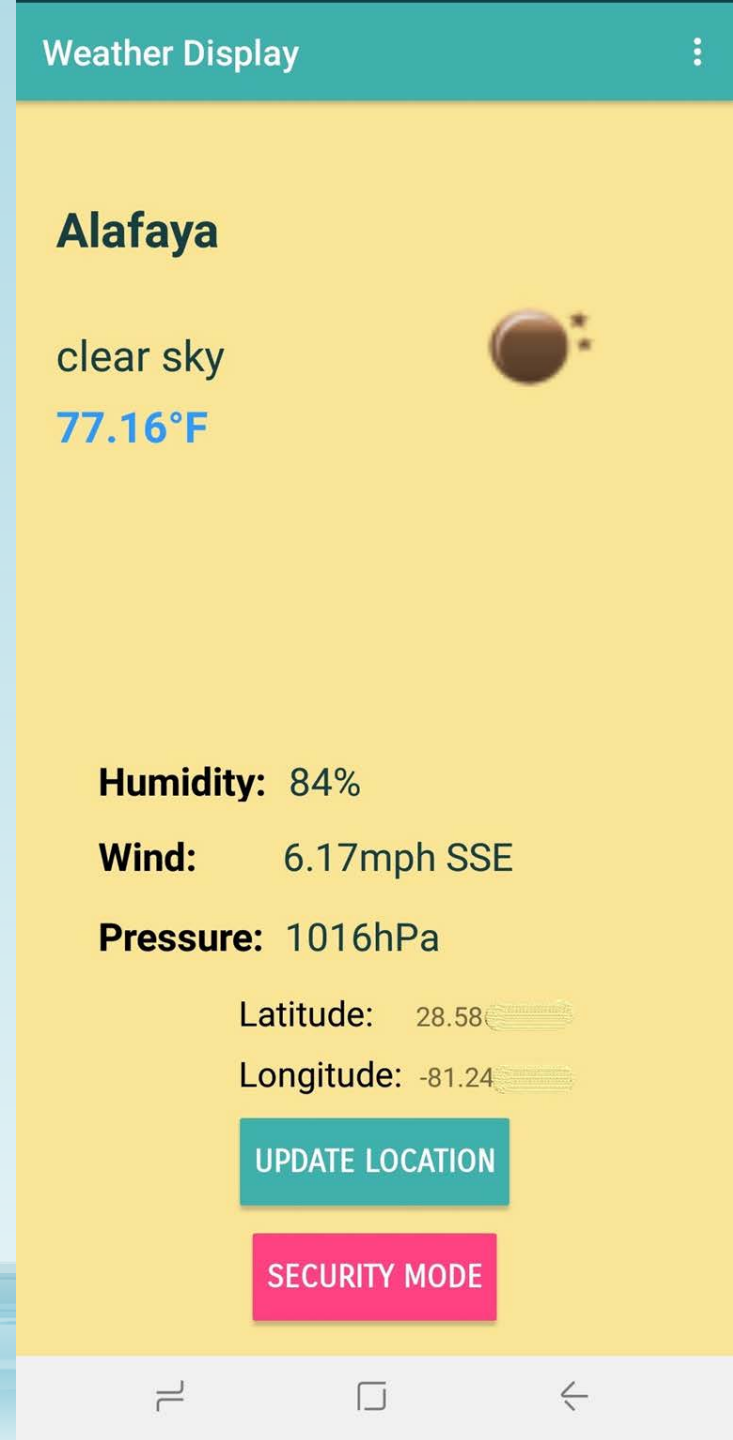 Weather Display
Alafaya
clear sky
77.16°F
Humidity: 84%
Wind: 6.17mph SSE
Pressure: 1016hPa
Latitude: 28.58
Longitude: -81.24
UPDATE LOCATION
SECURITY MODE